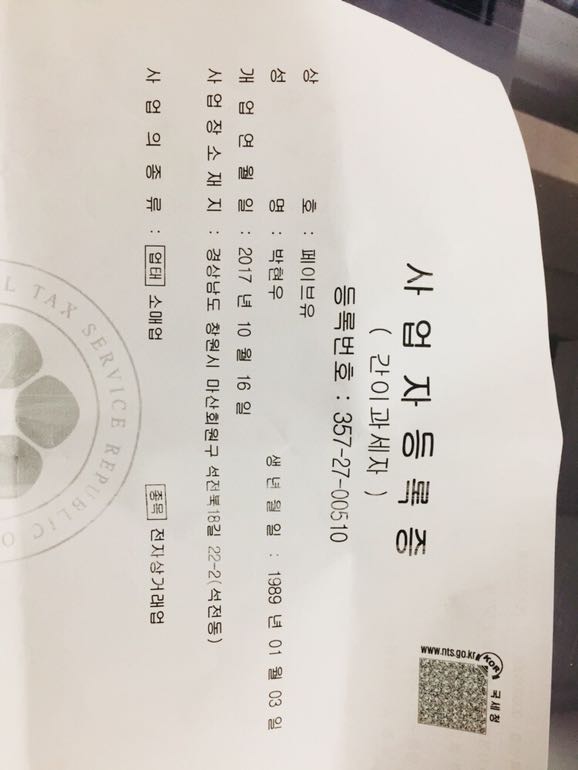 국세청
KOR
www.nts.go.kr
사 업 자 등 록 증
( 간이과세자 )
등록번호 : 357-27-00510
상 호 : 페이브유
성 명 : 박현우 생 년 월 일 : 1989 년 01 월 03 일
개 업 연 월 일 : 2017 년 10 월 16 일
사 업 장 소 재 지 : 경상남도 창원시 마산회원구 석전북18길 22-2(석전동)
사 업 의 종 류 : 업태 소매업 종목 전자상거래업
L TAX SERVICE REPUBLIC O